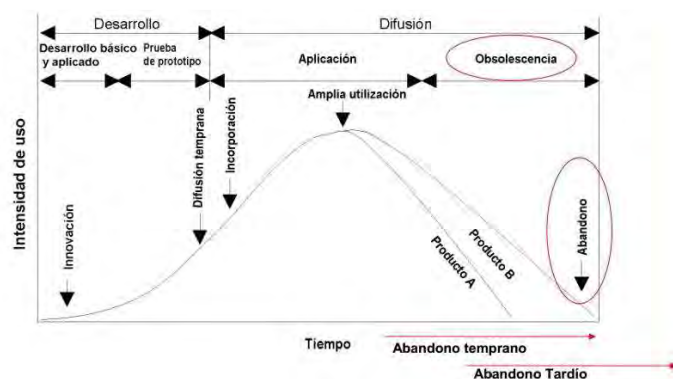 Desarrollo
Difusión
Desarrollo básico
y aplicado
Prueba
de prototipo
Aplicación
Obsolescencia
Amplia utilización
Intensidad de uso
Innovación
Difusión temprana
Incorporación
Producto A
Producto B
Abandono
Tiempo
Abandono temprano
Abandono Tardío